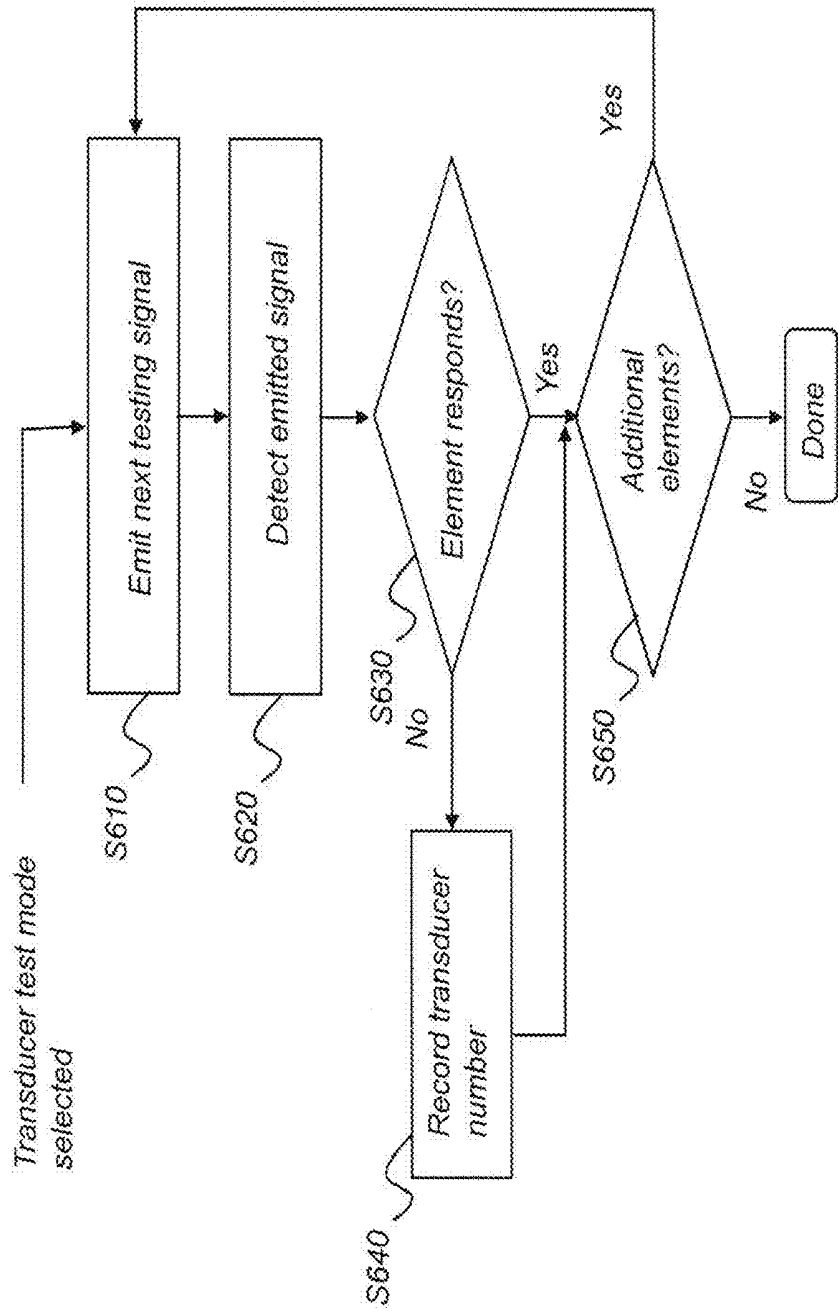 Transducer test mode
selected
S610
Emit next testing signal
S620
Detect emitted signal
S630
Element responds?
No
Yes
S640
Record transducer
number
S650
Additional
elements?
Yes
No
Done